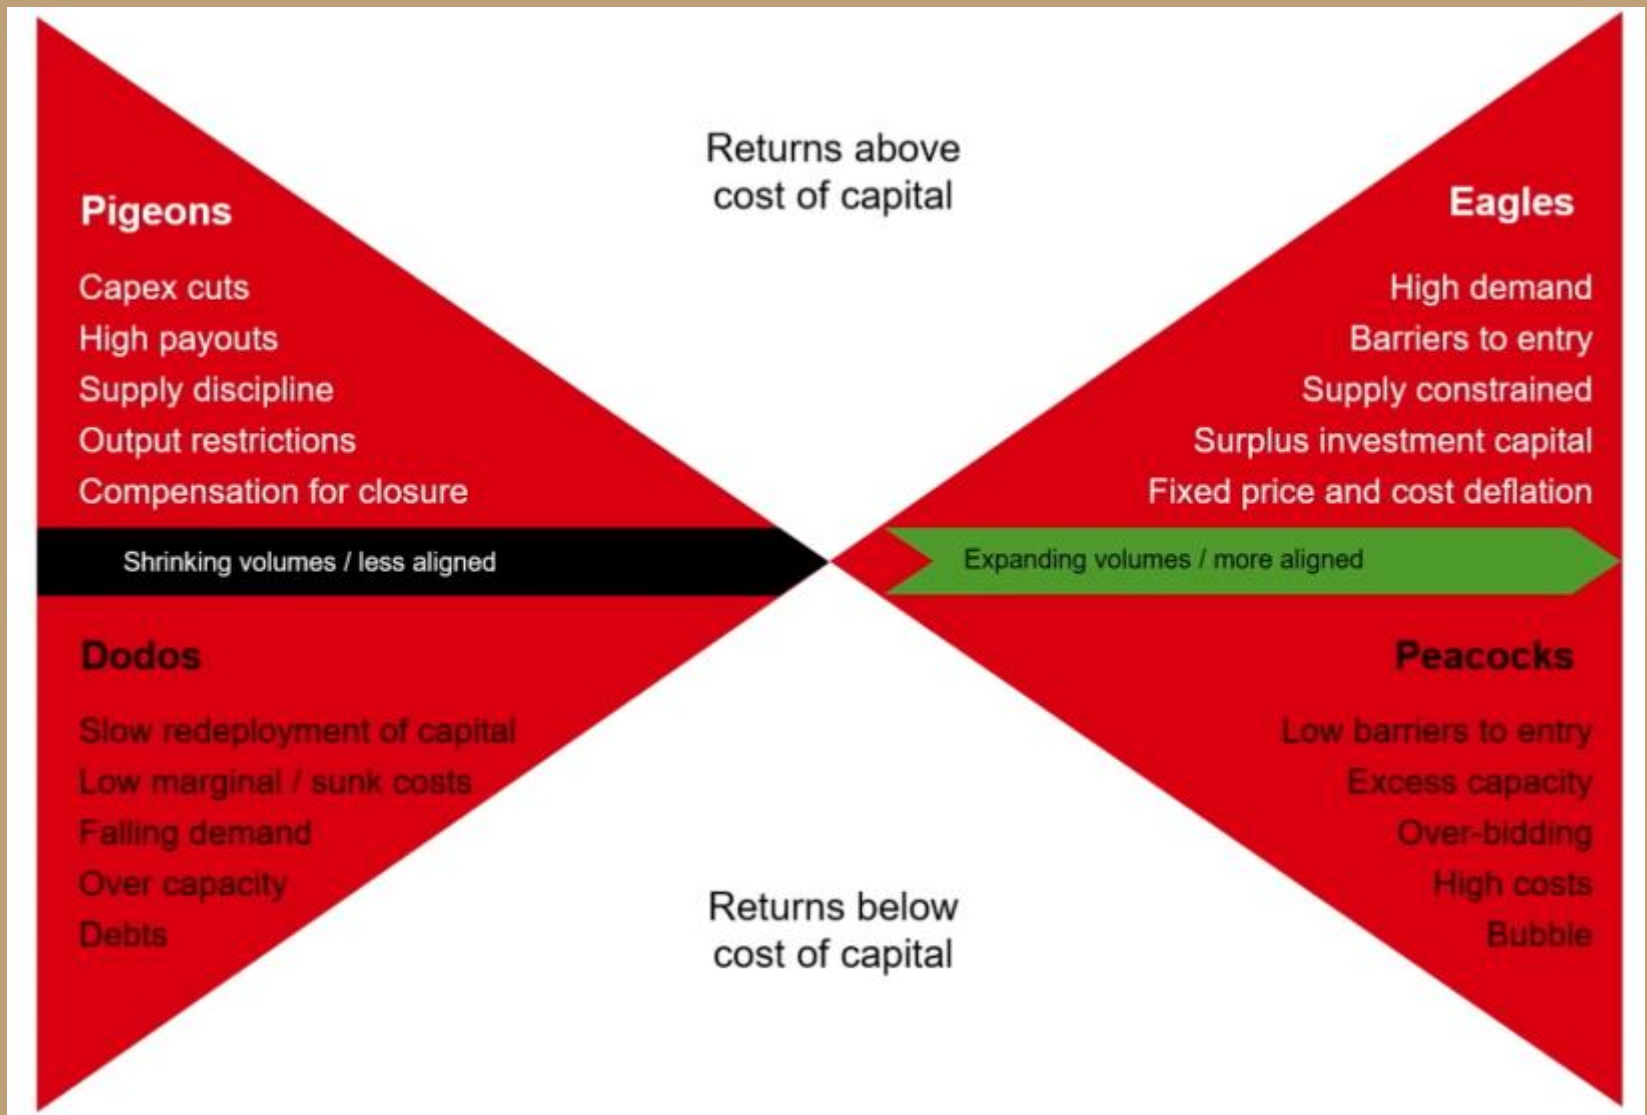 Returns above
cost of capital
Pigeons
Capex cuts
High payouts
Supply discipline
Output restrictions
Compensation for closure
Eagles
High demand
Barriers to entry
Supply constrained
Surplus investment capital
Fixed price and cost deflation
Shrinking volumes / less aligned
Expanding volumes / more aligned
Dodos
Slow redeployment of capital
Low marginal / sunk costs
Falling demand
Over capacity
Debts
Peacocks
Low barriers to entry
Excess capacity
Over-bidding
High costs
Bubble
Returns below
cost of capital